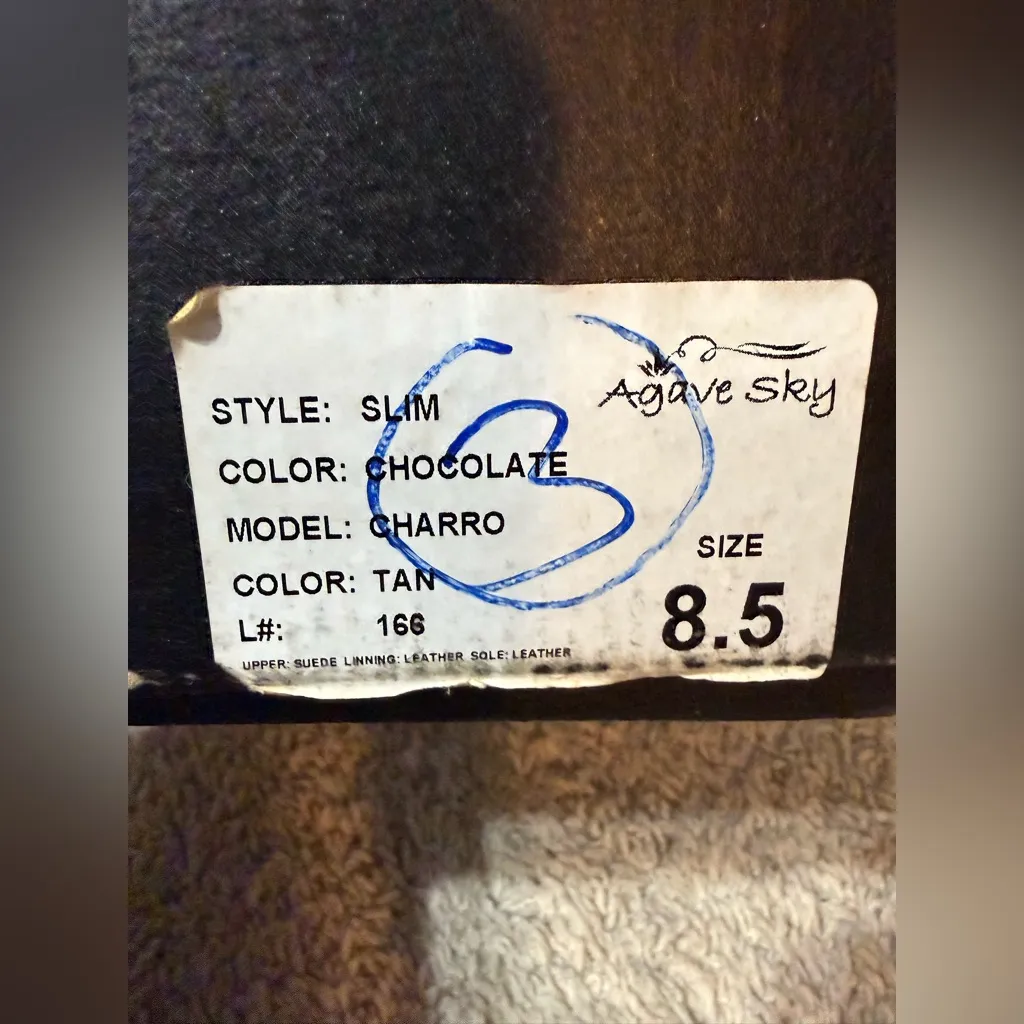 Agave Sky
STYLE: SLIM
COLOR: CHOCOLATE
MODEL: CHARRO
COLOR: TAN
L#: 166
UPPER: SUEDE LINNING: LEATHER SOLE: LEATHER
SIZE
8.5
3